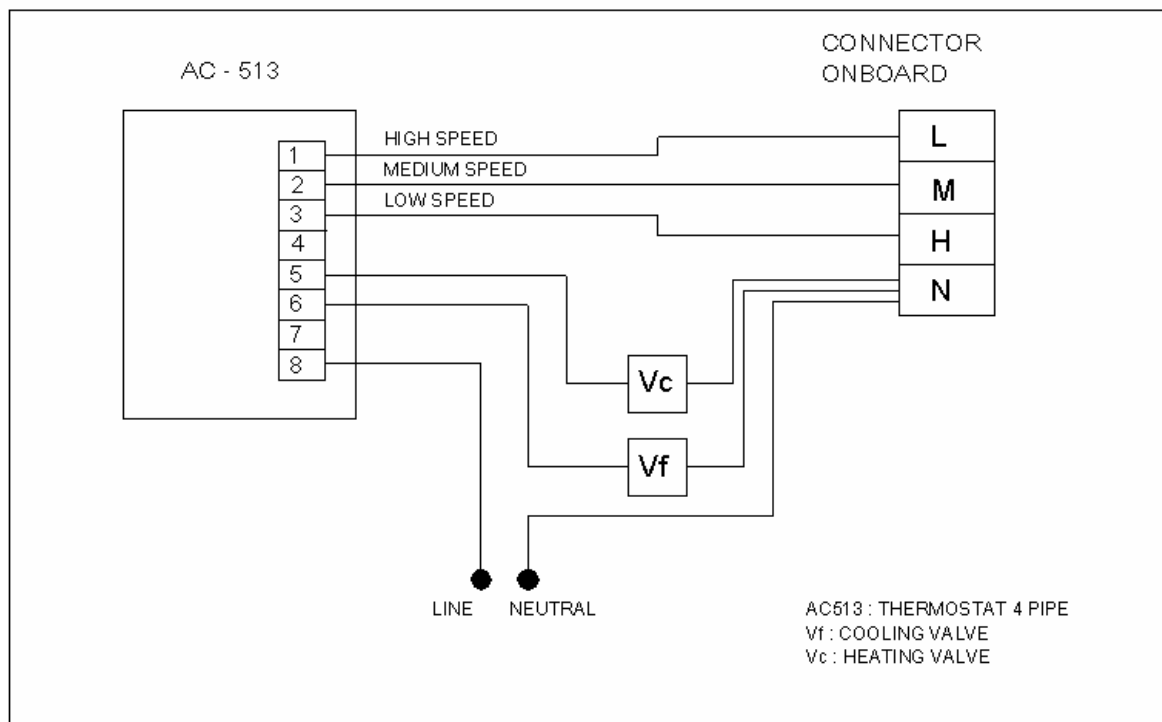 CONNECTOR
ONBOARD
AC - 513
HIGH SPEED
MEDIUM SPEED
LOW SPEED
1
2
3
4
5
6
7
8
L
M
H
N
Vc
Vf
LINE
NEUTRAL
AC513 : THERMOSTAT 4 PIPE
Vf : COOLING VALVE
Vc : HEATING VALVE